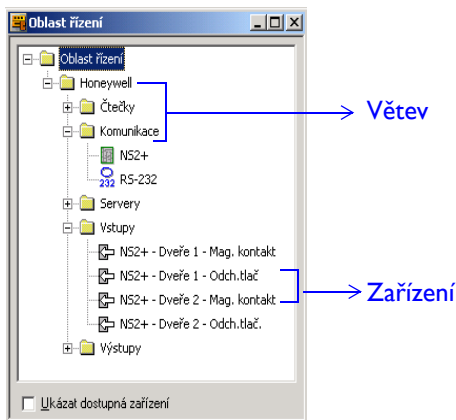 Oblast řízení
Oblast řízení
Honeywell
Čtečky
Komunikace
NS2+
232 RS-232
Servery
Vstupy
NS2+ - Dveře 1 - Mag. kontakt
NS2+ - Dveře 1 - Odch.tlač
NS2+ - Dveře 2 - Mag. kontakt
NS2+ - Dveře 2 - Odch.tlač.
Výstupy
Ukázat dostupná zařízení
Větev
Zařízení